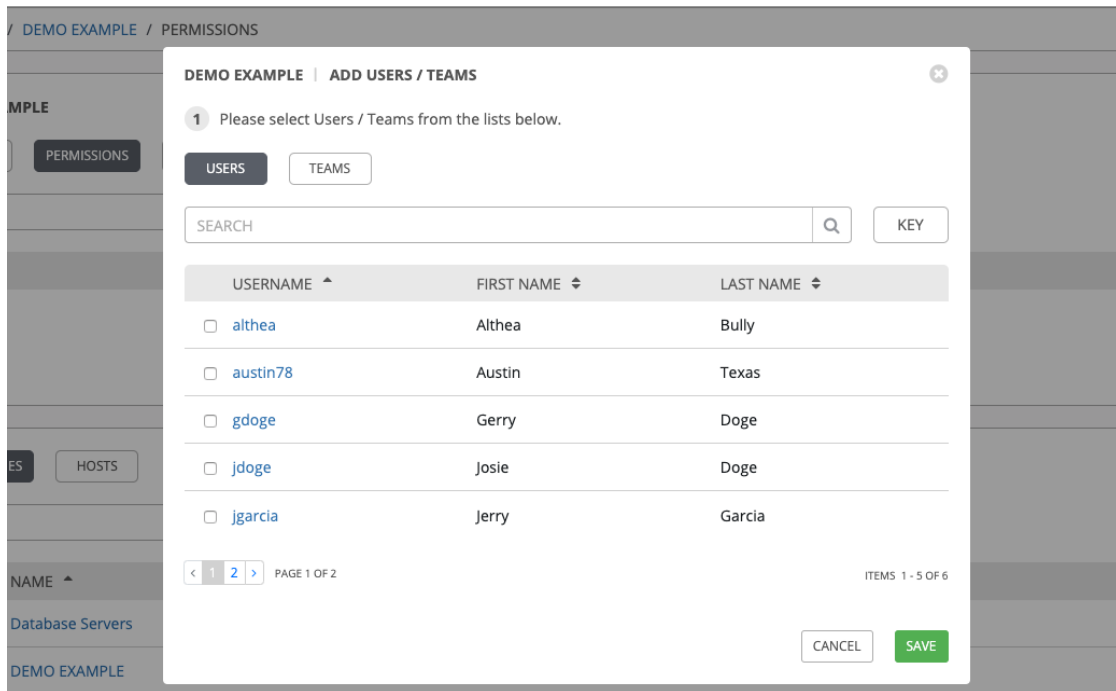 / DEMO EXAMPLE / PERMISSIONS
DEMO EXAMPLE | ADD USERS / TEAMS
MPLE
1 Please select Users / Teams from the lists below.
PERMISSIONS
USERS TEAMS
SEARCH KEY
USERNAME FIRST NAME LAST NAME
althea Althea Bully
austin78 Austin Texas
gdoge Gerry Doge
jdoge Josie Doge
ES HOSTS
jgarcia Jerry Garcia
< 1 2 > PAGE 1 OF 2 ITEMS 1 - 5 OF 6
NAME
Database Servers
CANCEL SAVE
DEMO EXAMPLE